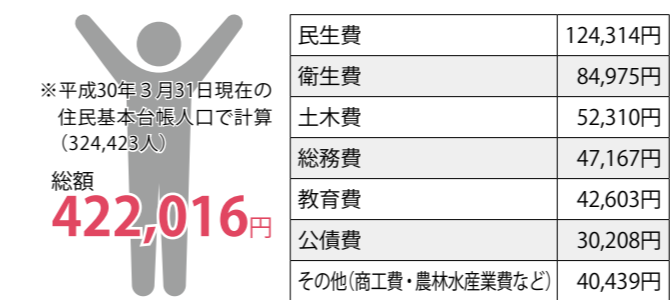 ※平成30年３月31日現在の
住民基本台帳人口で計算
（324,423人）
総額
422,016円
民生費 124,314円
衛生費 84,975円
土木費 52,310円
総務費 47,167円
教育費 42,603円
公債費 30,208円
その他（商工費・農林水産業費など） 40,439円